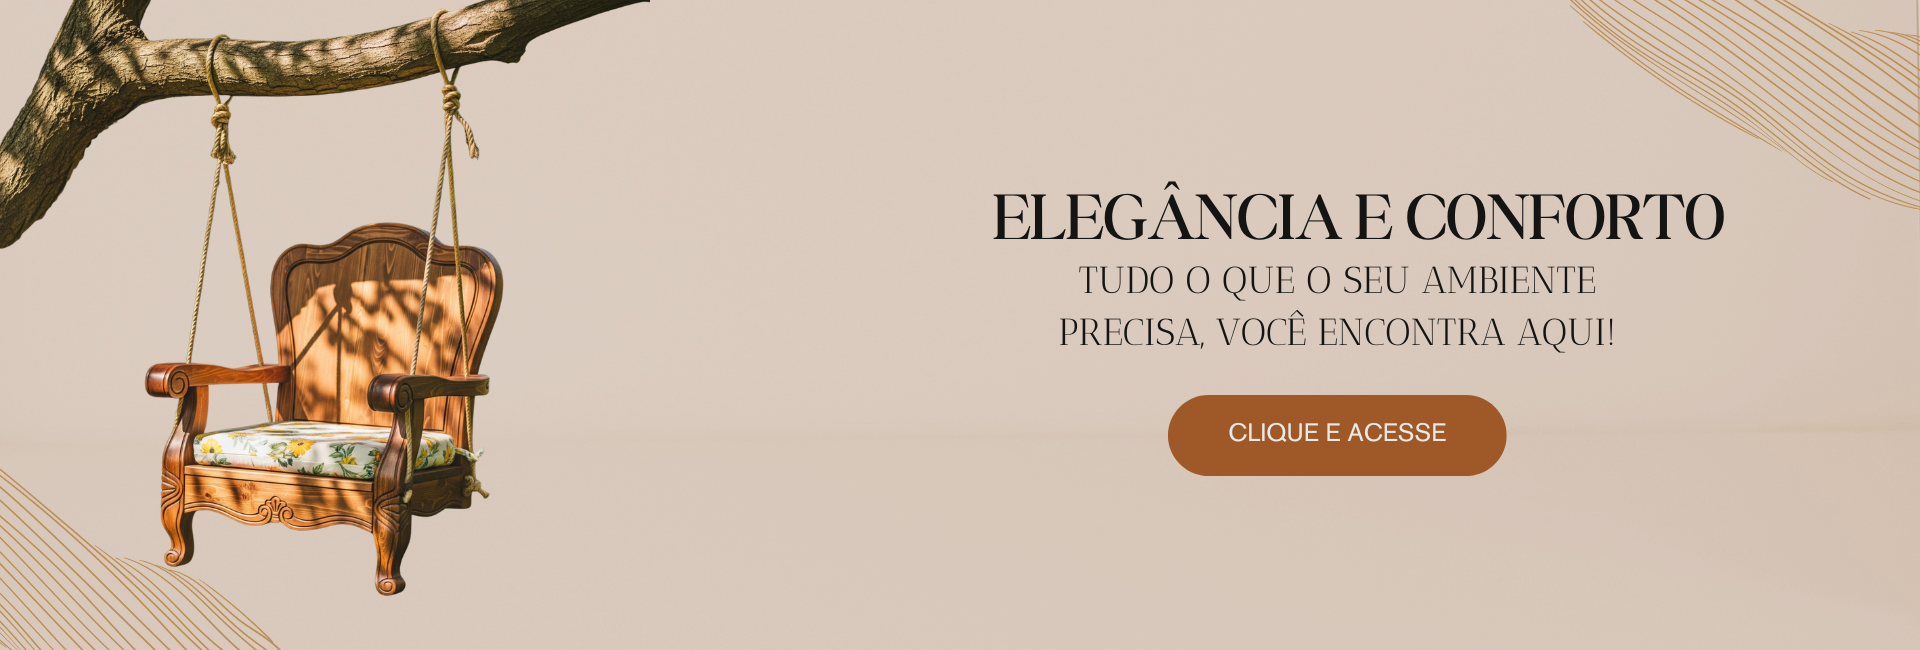 ELEGÂNCIA E CONFORTO
TUDO O QUE O SEU AMBIENTE
PRECISA, VOCÊ ENCONTRA AQUI!
CLIQUE E ACESSE